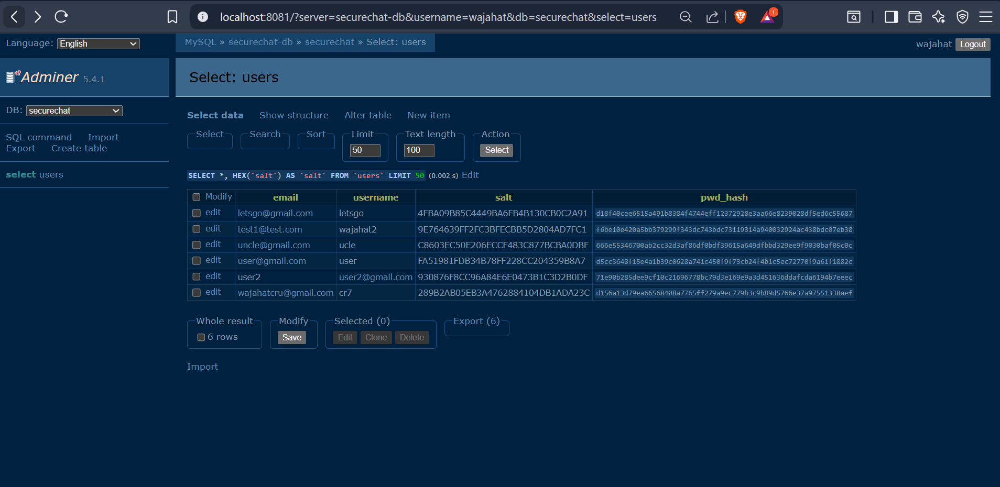 localhost:8081/?server=securechat-db&username=wajahat&db=securechat&select=users
1
Language: English
MySQL » securechat-db » securechat » Select: users
wajahat Logout
Adminer 5.4.1
Select: users
DB: securechat
SQL command Import
Export Create table
select users
Select data Show structure Alter table New item
Select Search Sort Limit Text length Action
50 100 Select
SELECT *, HEX(`salt`) AS `salt` FROM `users` LIMIT 50 (0.002 s) Edit
Modify email username salt pwd_hash
edit letsgo@gmail.com letsgo 4FBA09B85C4449BA6FB4B130CB0C2A91 d18f40cee6515a491b8384f4744eff12372928e3aa66e8239028df5ed6c55687
edit test1@test.com wajahat2 9E764639FF2FC3BFECBB5D2804AD7FC1 f6be10e420a5bb379299f343dc743bdc73119314a940032924ac438bdc07eb38
edit uncle@gmail.com ucle C8603EC50E206ECCF483C877BCBA0DBF 666e55346700ab2cc32d3af86df0bdf39615a649dfbbd329ee9f9030baf05c0c
edit user@gmail.com user FA51981FDB34B78FF228CC204359B8A7 d5cc3648f15e4a1b39c0628a741c450f9f73cb24f4b1c5ec72770f9a61f1882c
edit user2 user2@gmail.com 930876F8CC96A84E6E0473B1C3D2B0DF 71e90b285dee9cf10c21696778bc79d3e169e9a3d451636ddafcda6194b7eeec
edit wajahatcru@gmail.com cr7 289B2AB05EB3A4762884104DB1ADA23C d156a13d79ea66568408a7765ff279a9ec779b3c9b89d5766e37a97551338aef
Whole result Modify Selected (0) Export (6)
6 rows Save Edit Clone Delete
Import